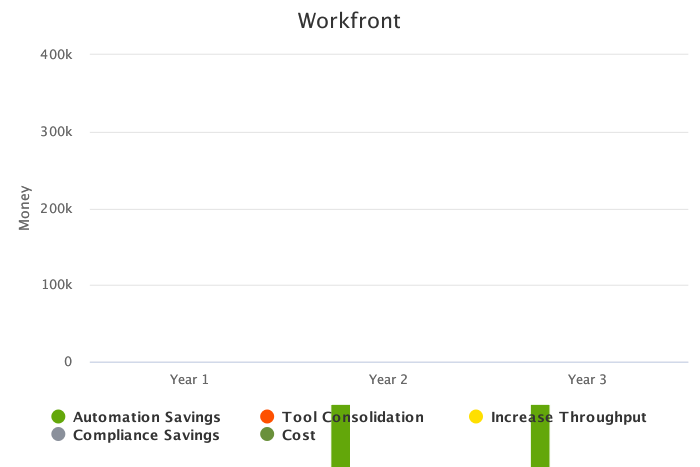 Workfront
400k
300k
200k
100k
0
Money
Year 1 Year 2 Year 3
Automation Savings Tool Consolidation Increase Throughput
Compliance Savings Cost